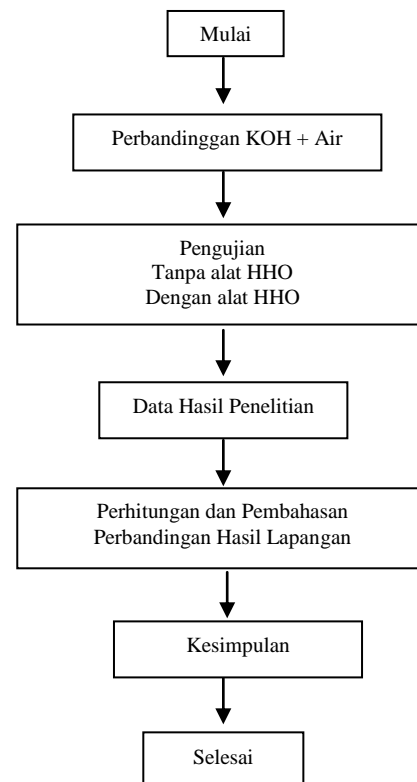 Mulai
Perbandinggan KOH + Air
Pengujian
Tanpa alat HHO
Dengan alat HHO
Data Hasil Penelitian
Perhitungan dan Pembahasan
Perbandingan Hasil Lapangan
Kesimpulan
Selesai